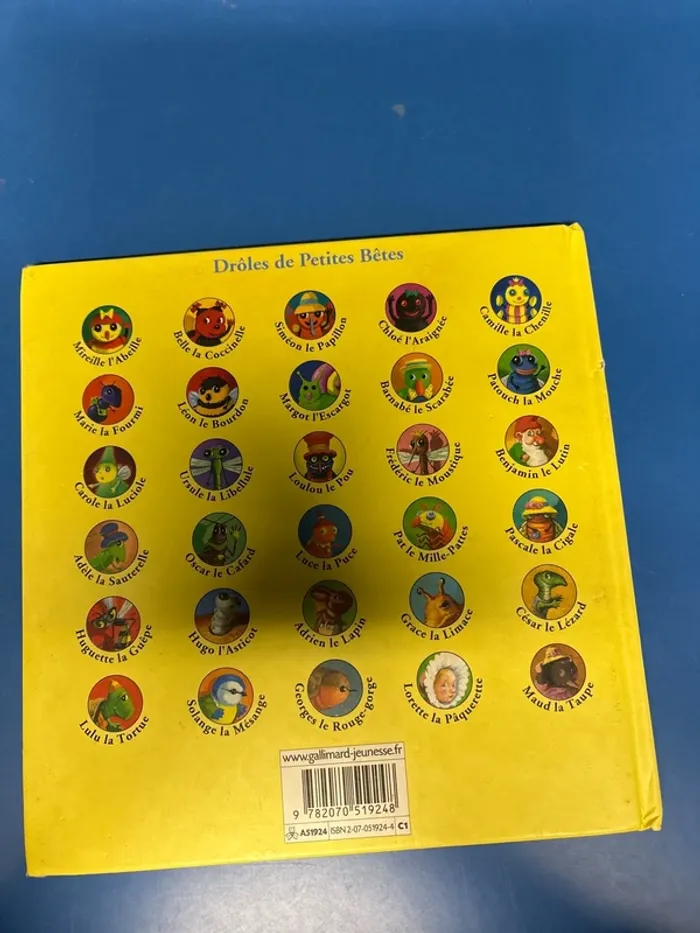 Drôles de Petites Bêtes
Mireille l'Abeille
Belle la Coccinelle
Siméon le Papillon
Chloé l'Araignée
Camille la Chenille
Marie la Fourmi
Léon le Bourdon
Margot l'Escargot
Barnabé le Scarabée
Patouch la Mouche
Carole la Luciole
Ursule la Libellule
Loulou le Pou
Frédéric le Moustique
Benjamin le Lutin
Adèle la Sauterelle
Oscar le Cafard
Luce la Puce
Pat le Mille-Pattes
Pascale la Cigale
Huguette la Guêpe
Hugo l'Asticot
Adrien le Lapin
Grace la Limace
César le Lézard
Lulu la Tortue
Solange la Mésange
Georges le Rouge-gorge
Lorette la Pâquerette
Maud la Taupe
www.gallimard-jeunesse.fr
9 782070 519248
A51924 ISBN 2-07-051924-4 C1